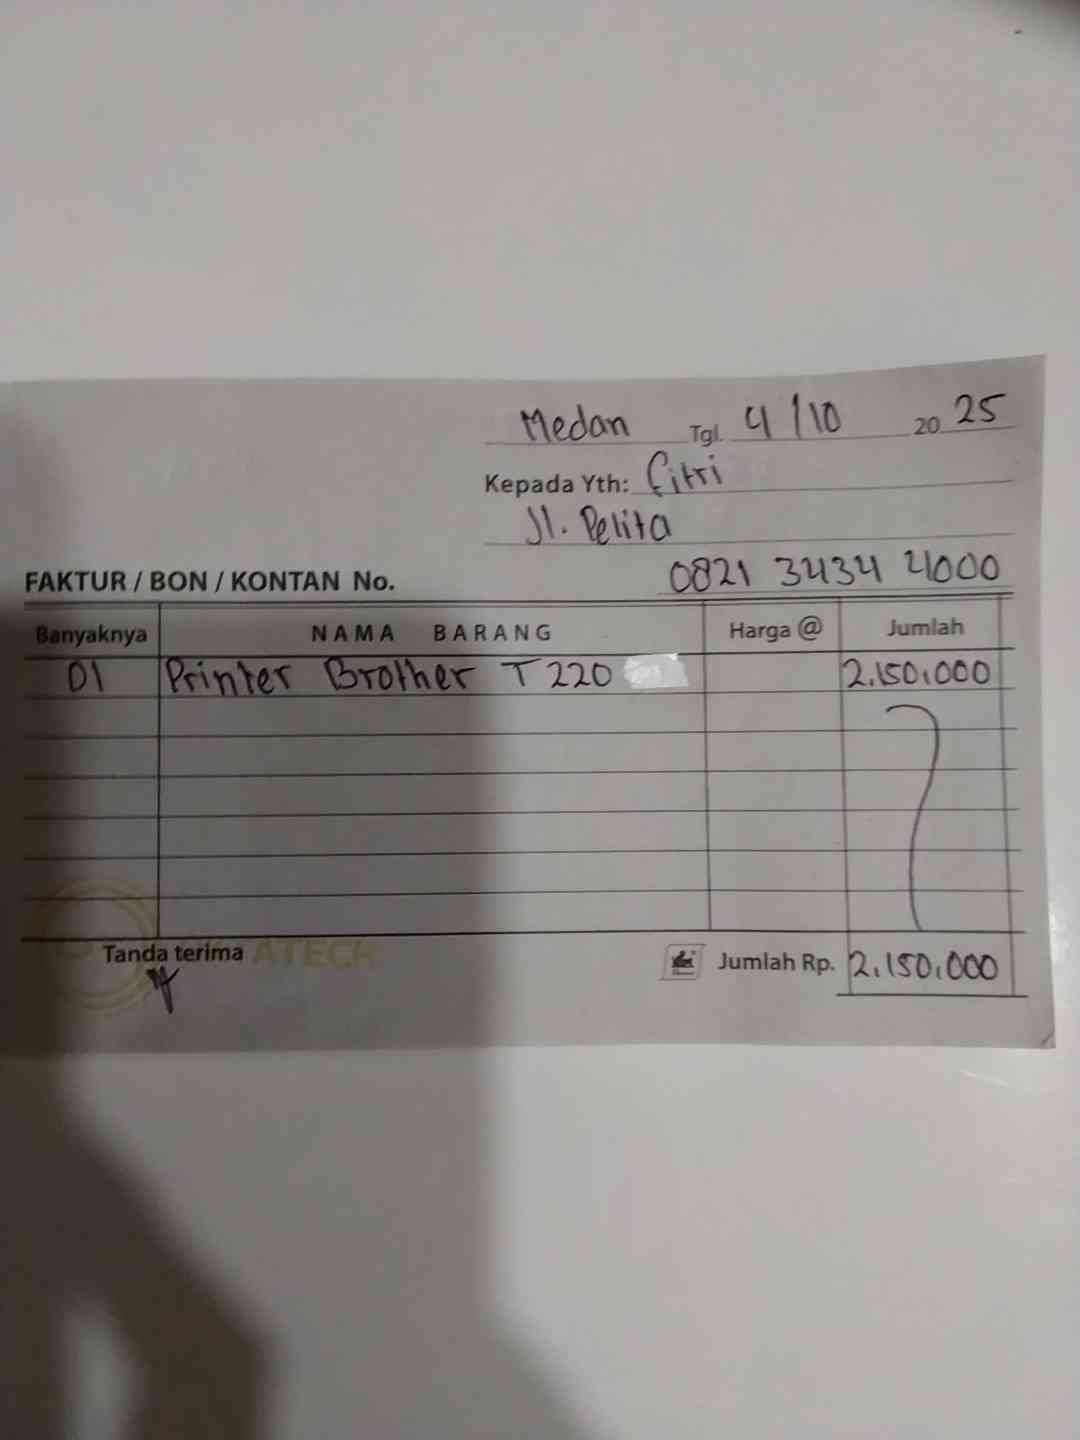 Medan Tgl. 4/10 20 25
Kepada Yth: Fitri
Jl. Pelita
FAKTUR / BON / KONTAN No. 0821 3434 4000
Banyaknya NAMA BARANG Harga @ Jumlah
01 Printer Brother T220 2.150.000
Tanda terima ATECH Jumlah Rp. 2.150.000